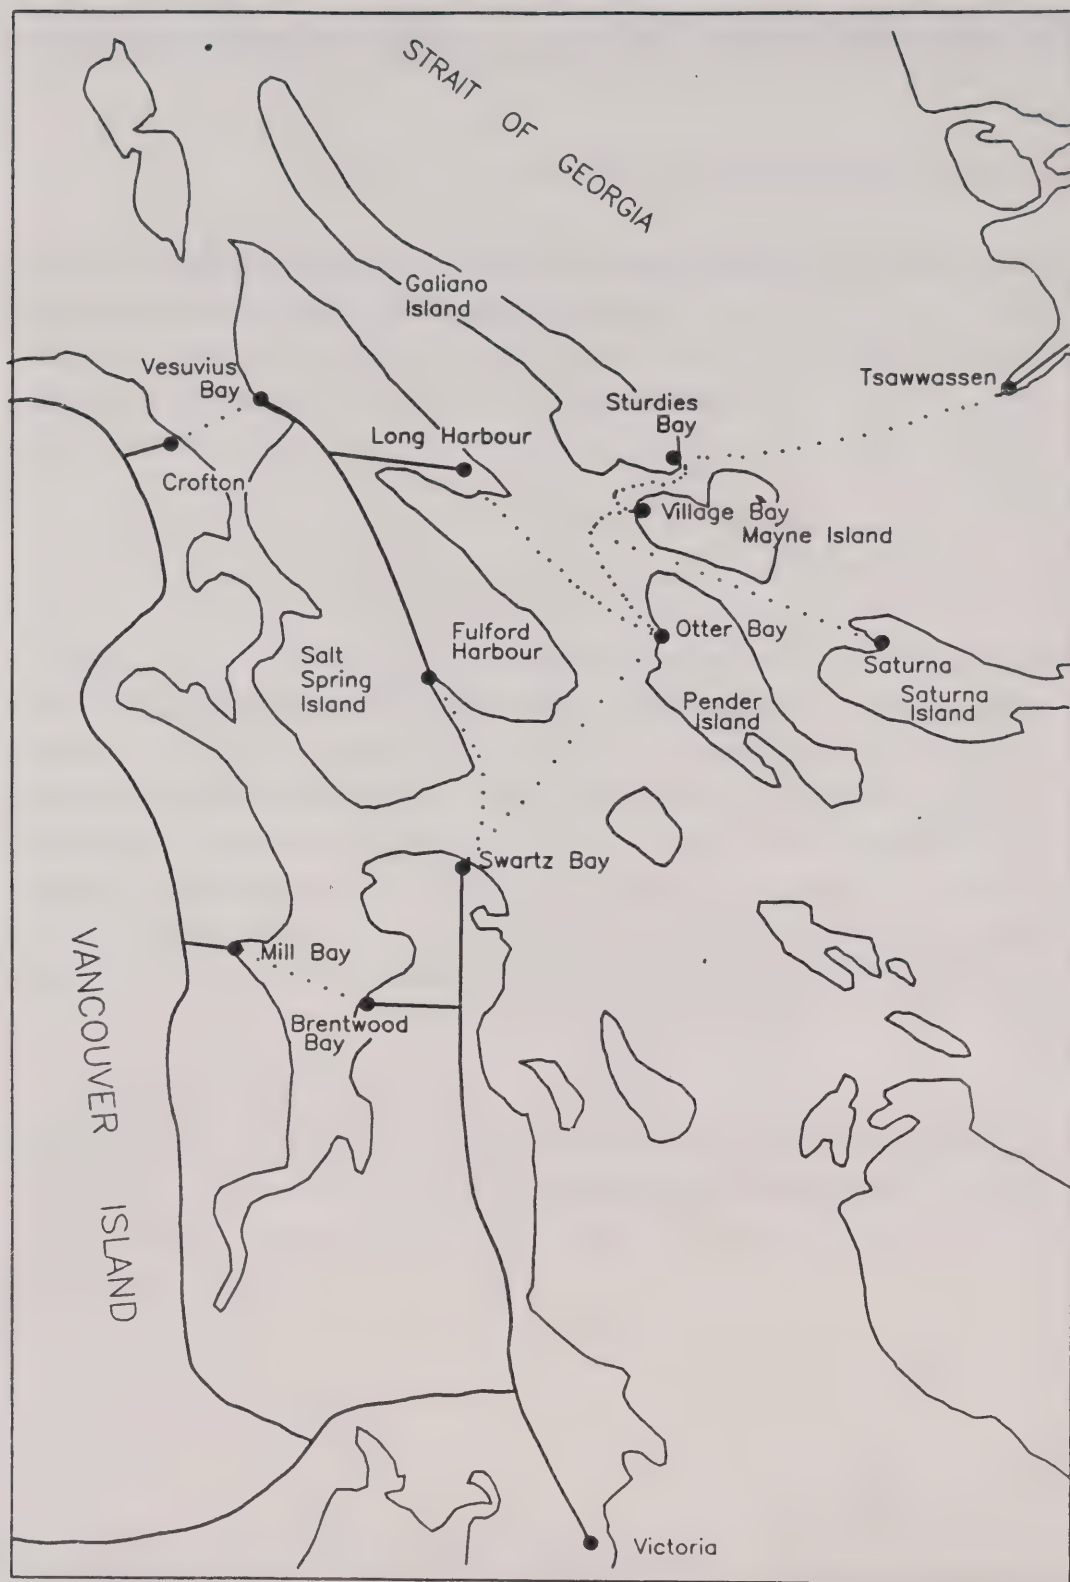 STRAIT OF GEORGIA
Galiano
Island
Vesuvius
Bay
Tsawwassen
Sturdies
Bay
Long Harbour
Crofton
Village Bay
Mayne Island
Otter Bay
Fulford
Harbour
Salt
Spring
Island
Saturna
Saturna
Island
Pender
Island
Swartz Bay
Mill Bay
Brentwood
Bay
VANCOUVER ISLAND
Victoria